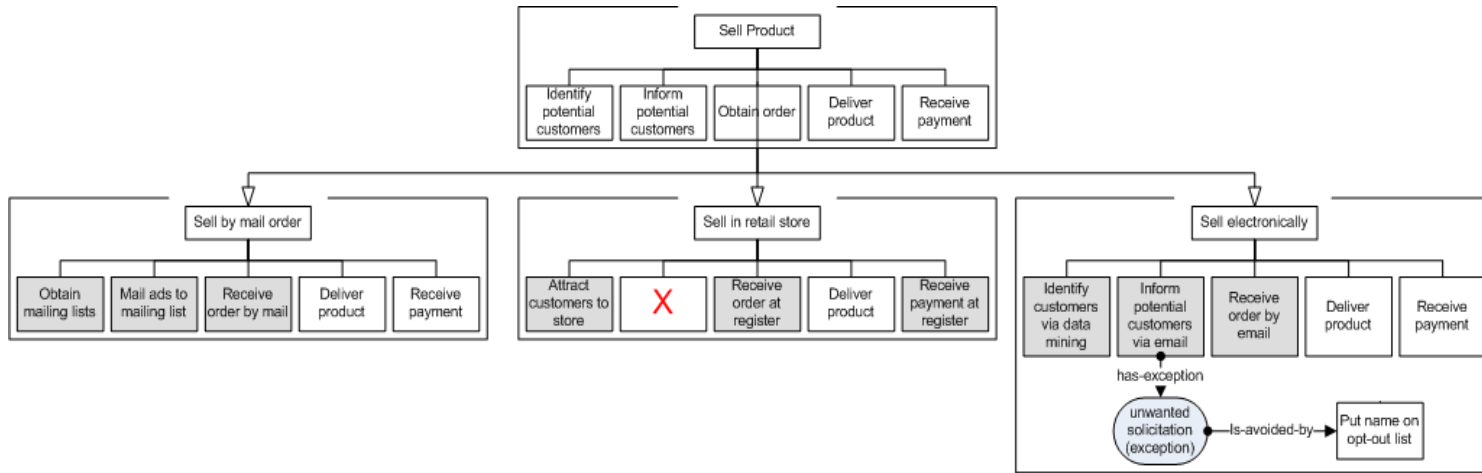 Sell Product
Identify
potential
customers
Inform
potential
customers
Obtain order
Deliver
product
Receive
payment
Sell by mail order
Obtain
mailing lists
Mail ads to
mailing list
Receive
order by mail
Deliver
product
Receive
payment
Sell in retail store
Attract
customers to
store
X
Receive
order at
register
Deliver
product
Receive
payment at
register
Sell electronically
Identify
customers
via data
mining
Inform
potential
customers
via email
Receive
order by
email
Deliver
product
Receive
payment
has-exception
unwanted
solicitation
(exception)
Is-avoided-by
Put name on
opt-out list